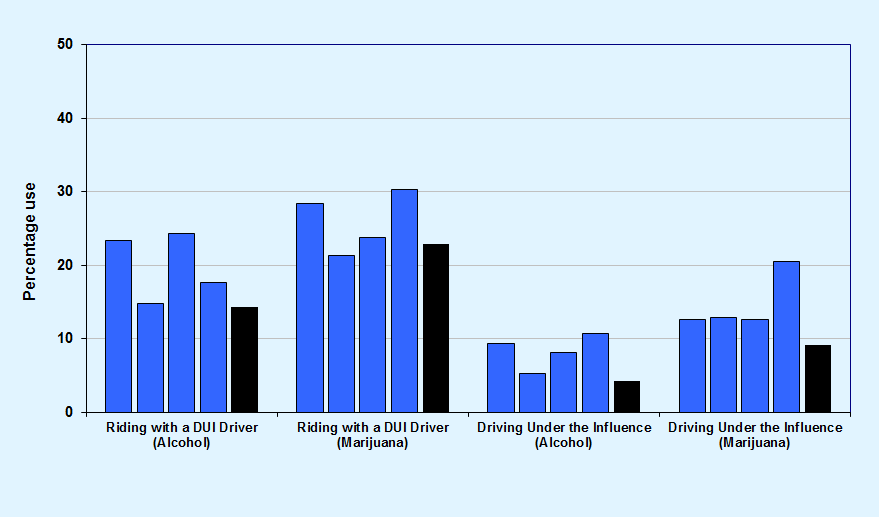 50
40
30
20
10
0
Percentage use
Riding with a DUI Driver
(Alcohol)
Riding with a DUI Driver
(Marijuana)
Driving Under the Influence
(Alcohol)
Driving Under the Influence
(Marijuana)